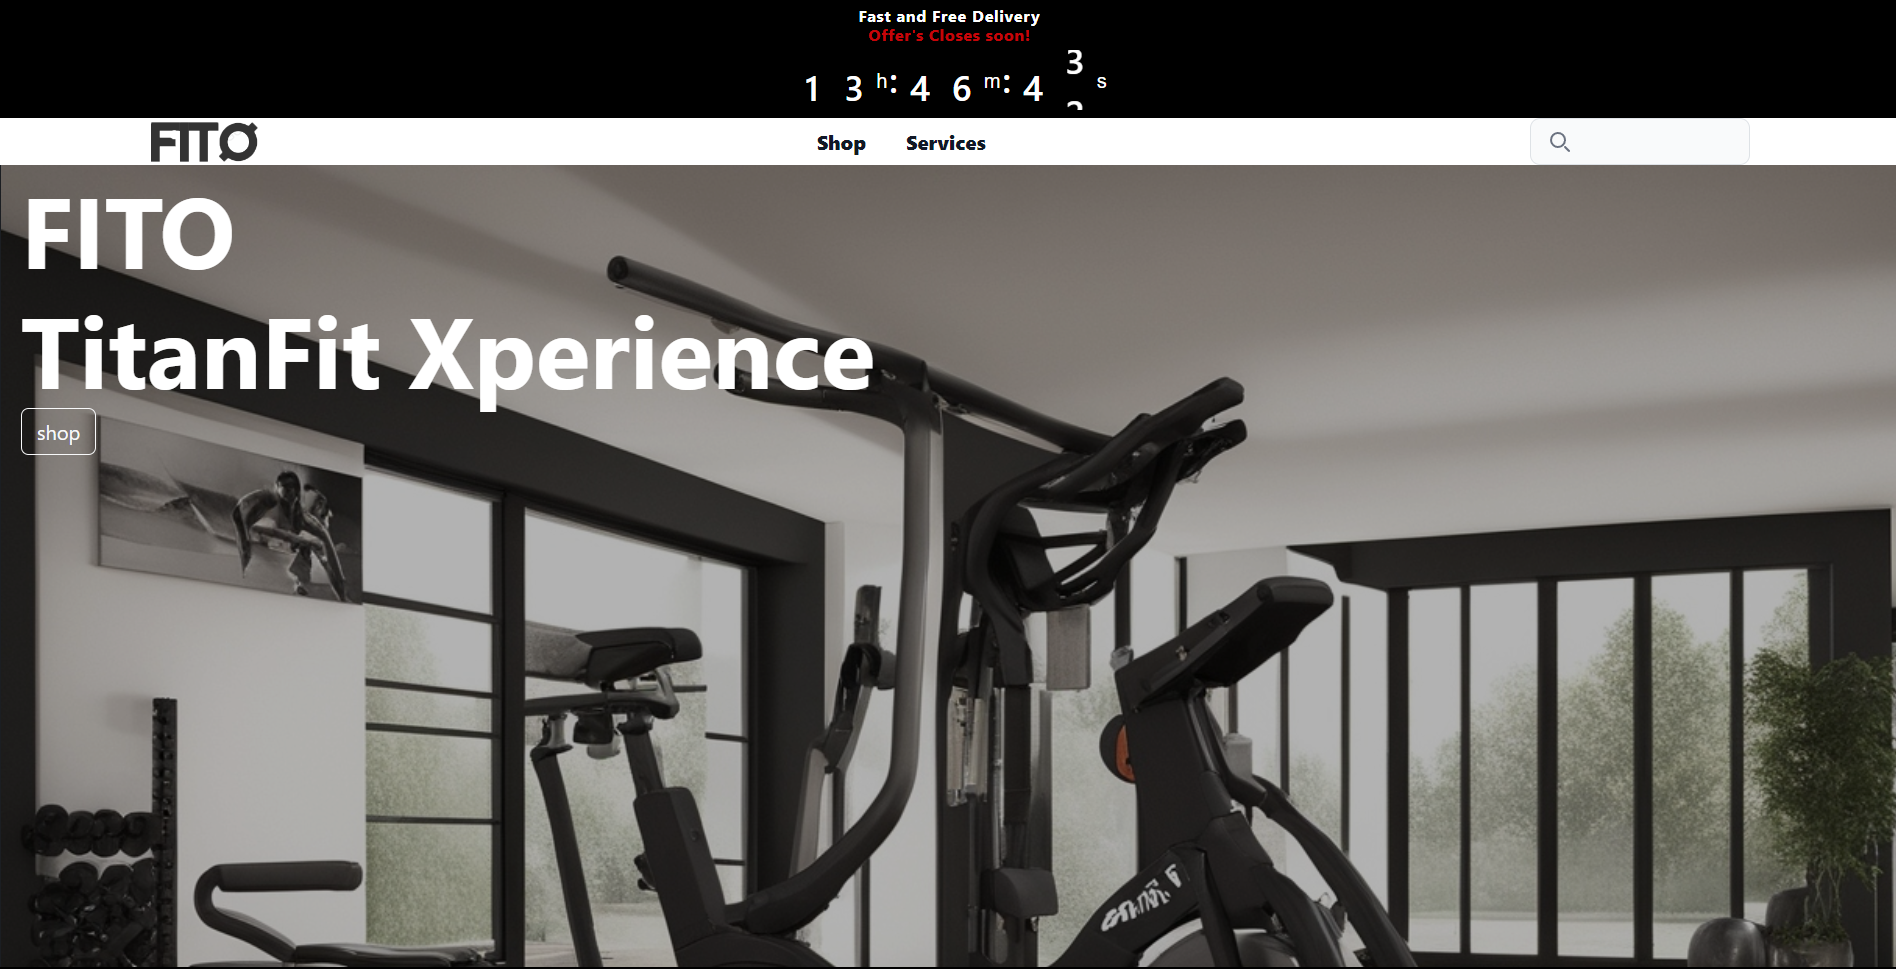 Fast and Free Delivery
Offer's Closes soon!
1 3 h: 4 6 m: 4 3 s
FITO
Shop Services
FITO
TitanFit Xperience
shop